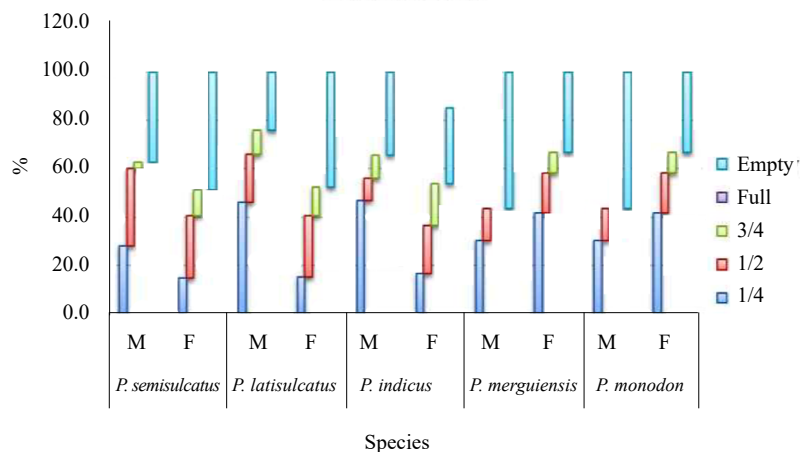 120.0
100.0
80.0
60.0
40.0
20.0
0.0
%
Empty
Full
3/4
1/2
1/4
M F M F M F M F M F
P. semisulcatus P. latisulcatus P. indicus P. merguiensis P. monodon
Species